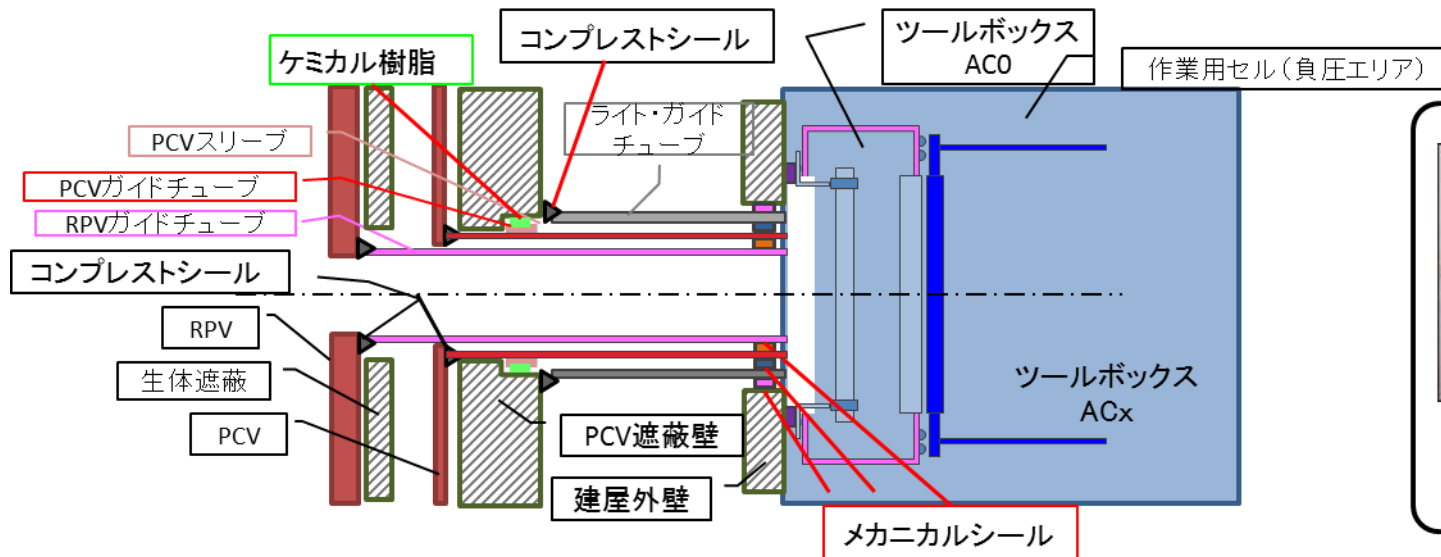 コンプレストシール
ツールボックス
AC0
ケミカル樹脂
作業用セル(負圧エリア)
ライト・ガイド
チューブ
PCVスリーブ
PCVガイドチューブ
RPVガイドチューブ
コンプレストシール
RPV
生体遮蔽
PCV
ツールボックス
ACx
PCV遮蔽壁
建屋外壁
メカニカルシール